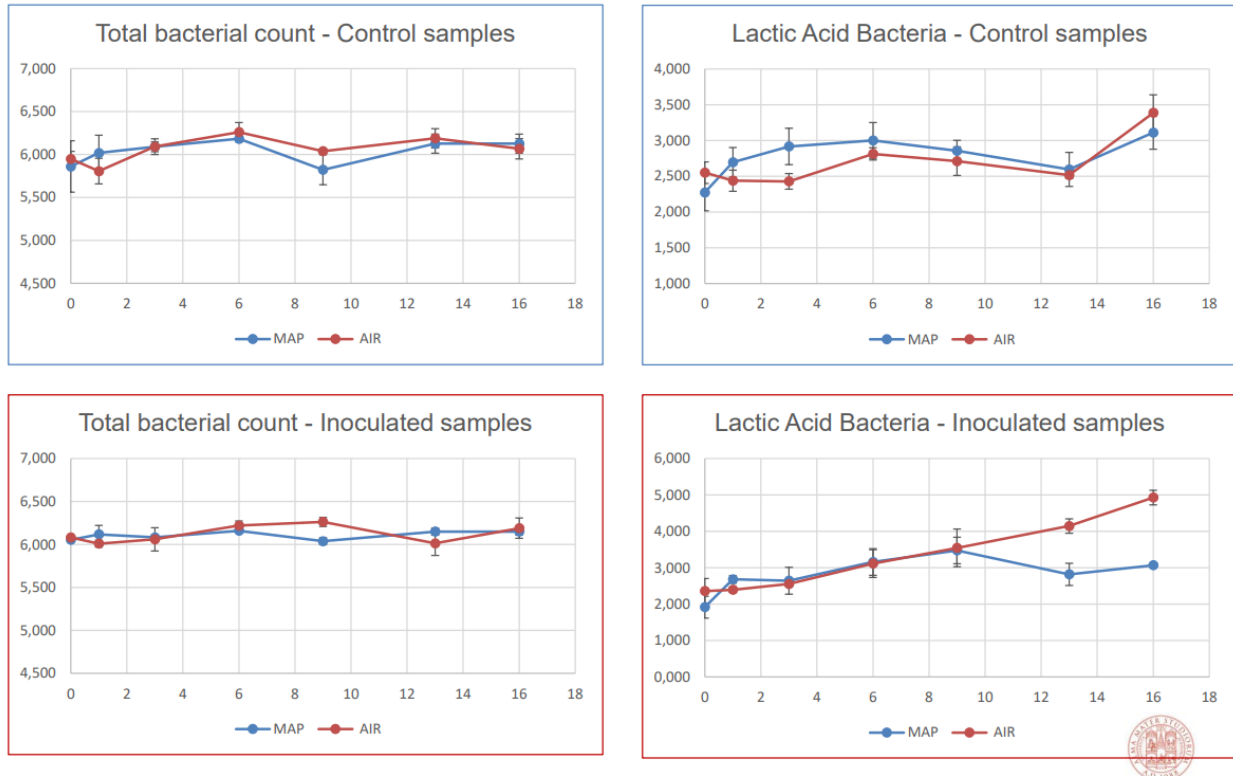 Total bacterial count - Control samples
7,000
6,500
6,000
5,500
5,000
4,500
0 2 4 6 8 10 12 14 16 18
MAP AIR
Lactic Acid Bacteria - Control samples
4,000
3,500
3,000
2,500
2,000
1,500
1,000
0 2 4 6 8 10 12 14 16 18
MAP AIR
Total bacterial count - Inoculated samples
7,000
6,500
6,000
5,500
5,000
4,500
0 2 4 6 8 10 12 14 16 18
MAP AIR
Lactic Acid Bacteria - Inoculated samples
6,000
5,000
4,000
3,000
2,000
1,000
0,000
0 2 4 6 8 10 12 14 16 18
MAP AIR
ALMA MATER STUDIORUM